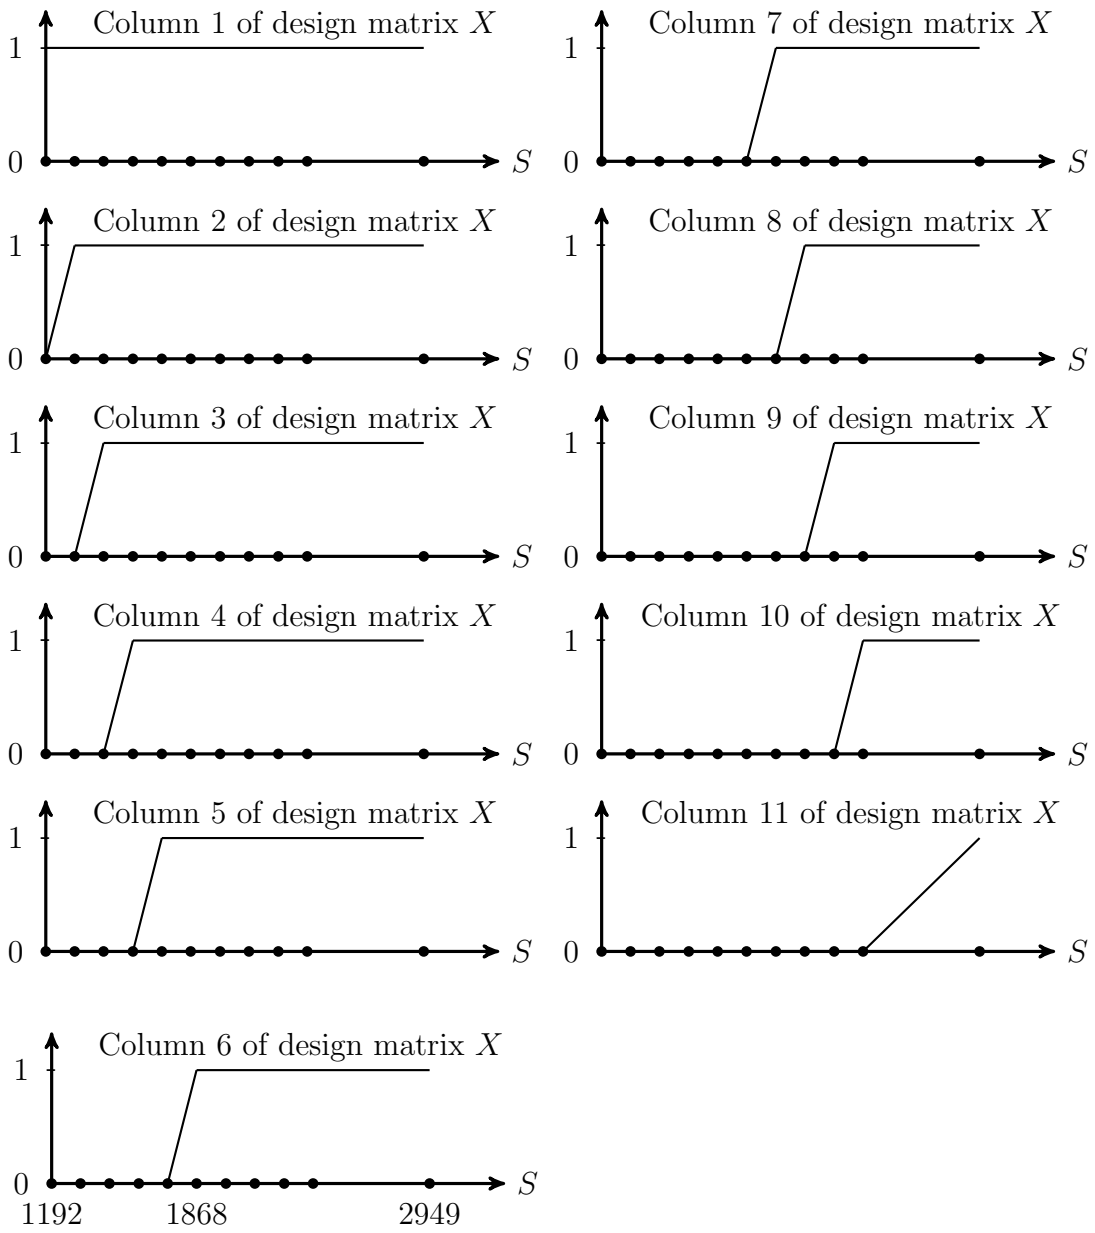 Column 1 of design matrix X
1
0
S
Column 2 of design matrix X
1
0
S
Column 3 of design matrix X
1
0
S
Column 4 of design matrix X
1
0
S
Column 5 of design matrix X
1
0
S
Column 6 of design matrix X
1
0
S
1192 1868 2949
Column 7 of design matrix X
1
0
S
Column 8 of design matrix X
1
0
S
Column 9 of design matrix X
1
0
S
Column 10 of design matrix X
1
0
S
Column 11 of design matrix X
1
0
S